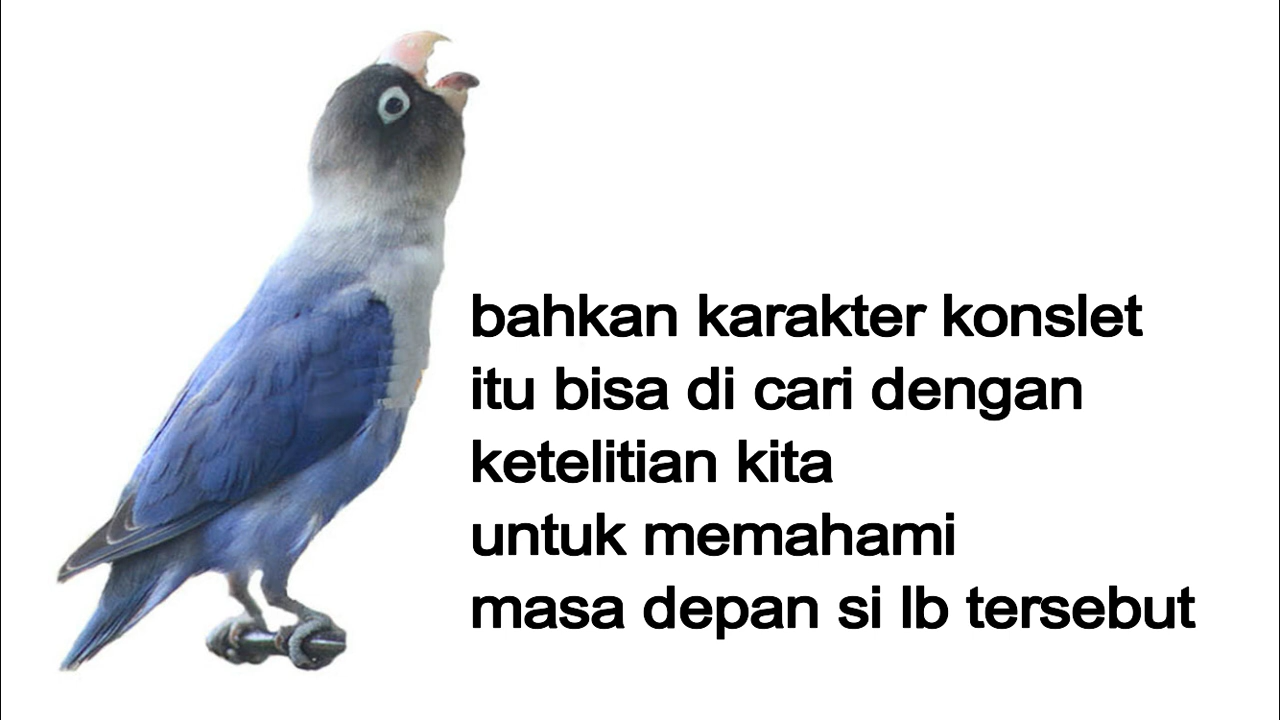 bahkan karakter konslet
itu bisa di cari dengan
ketelitian kita
untuk memahami
masa depan si lb tersebut